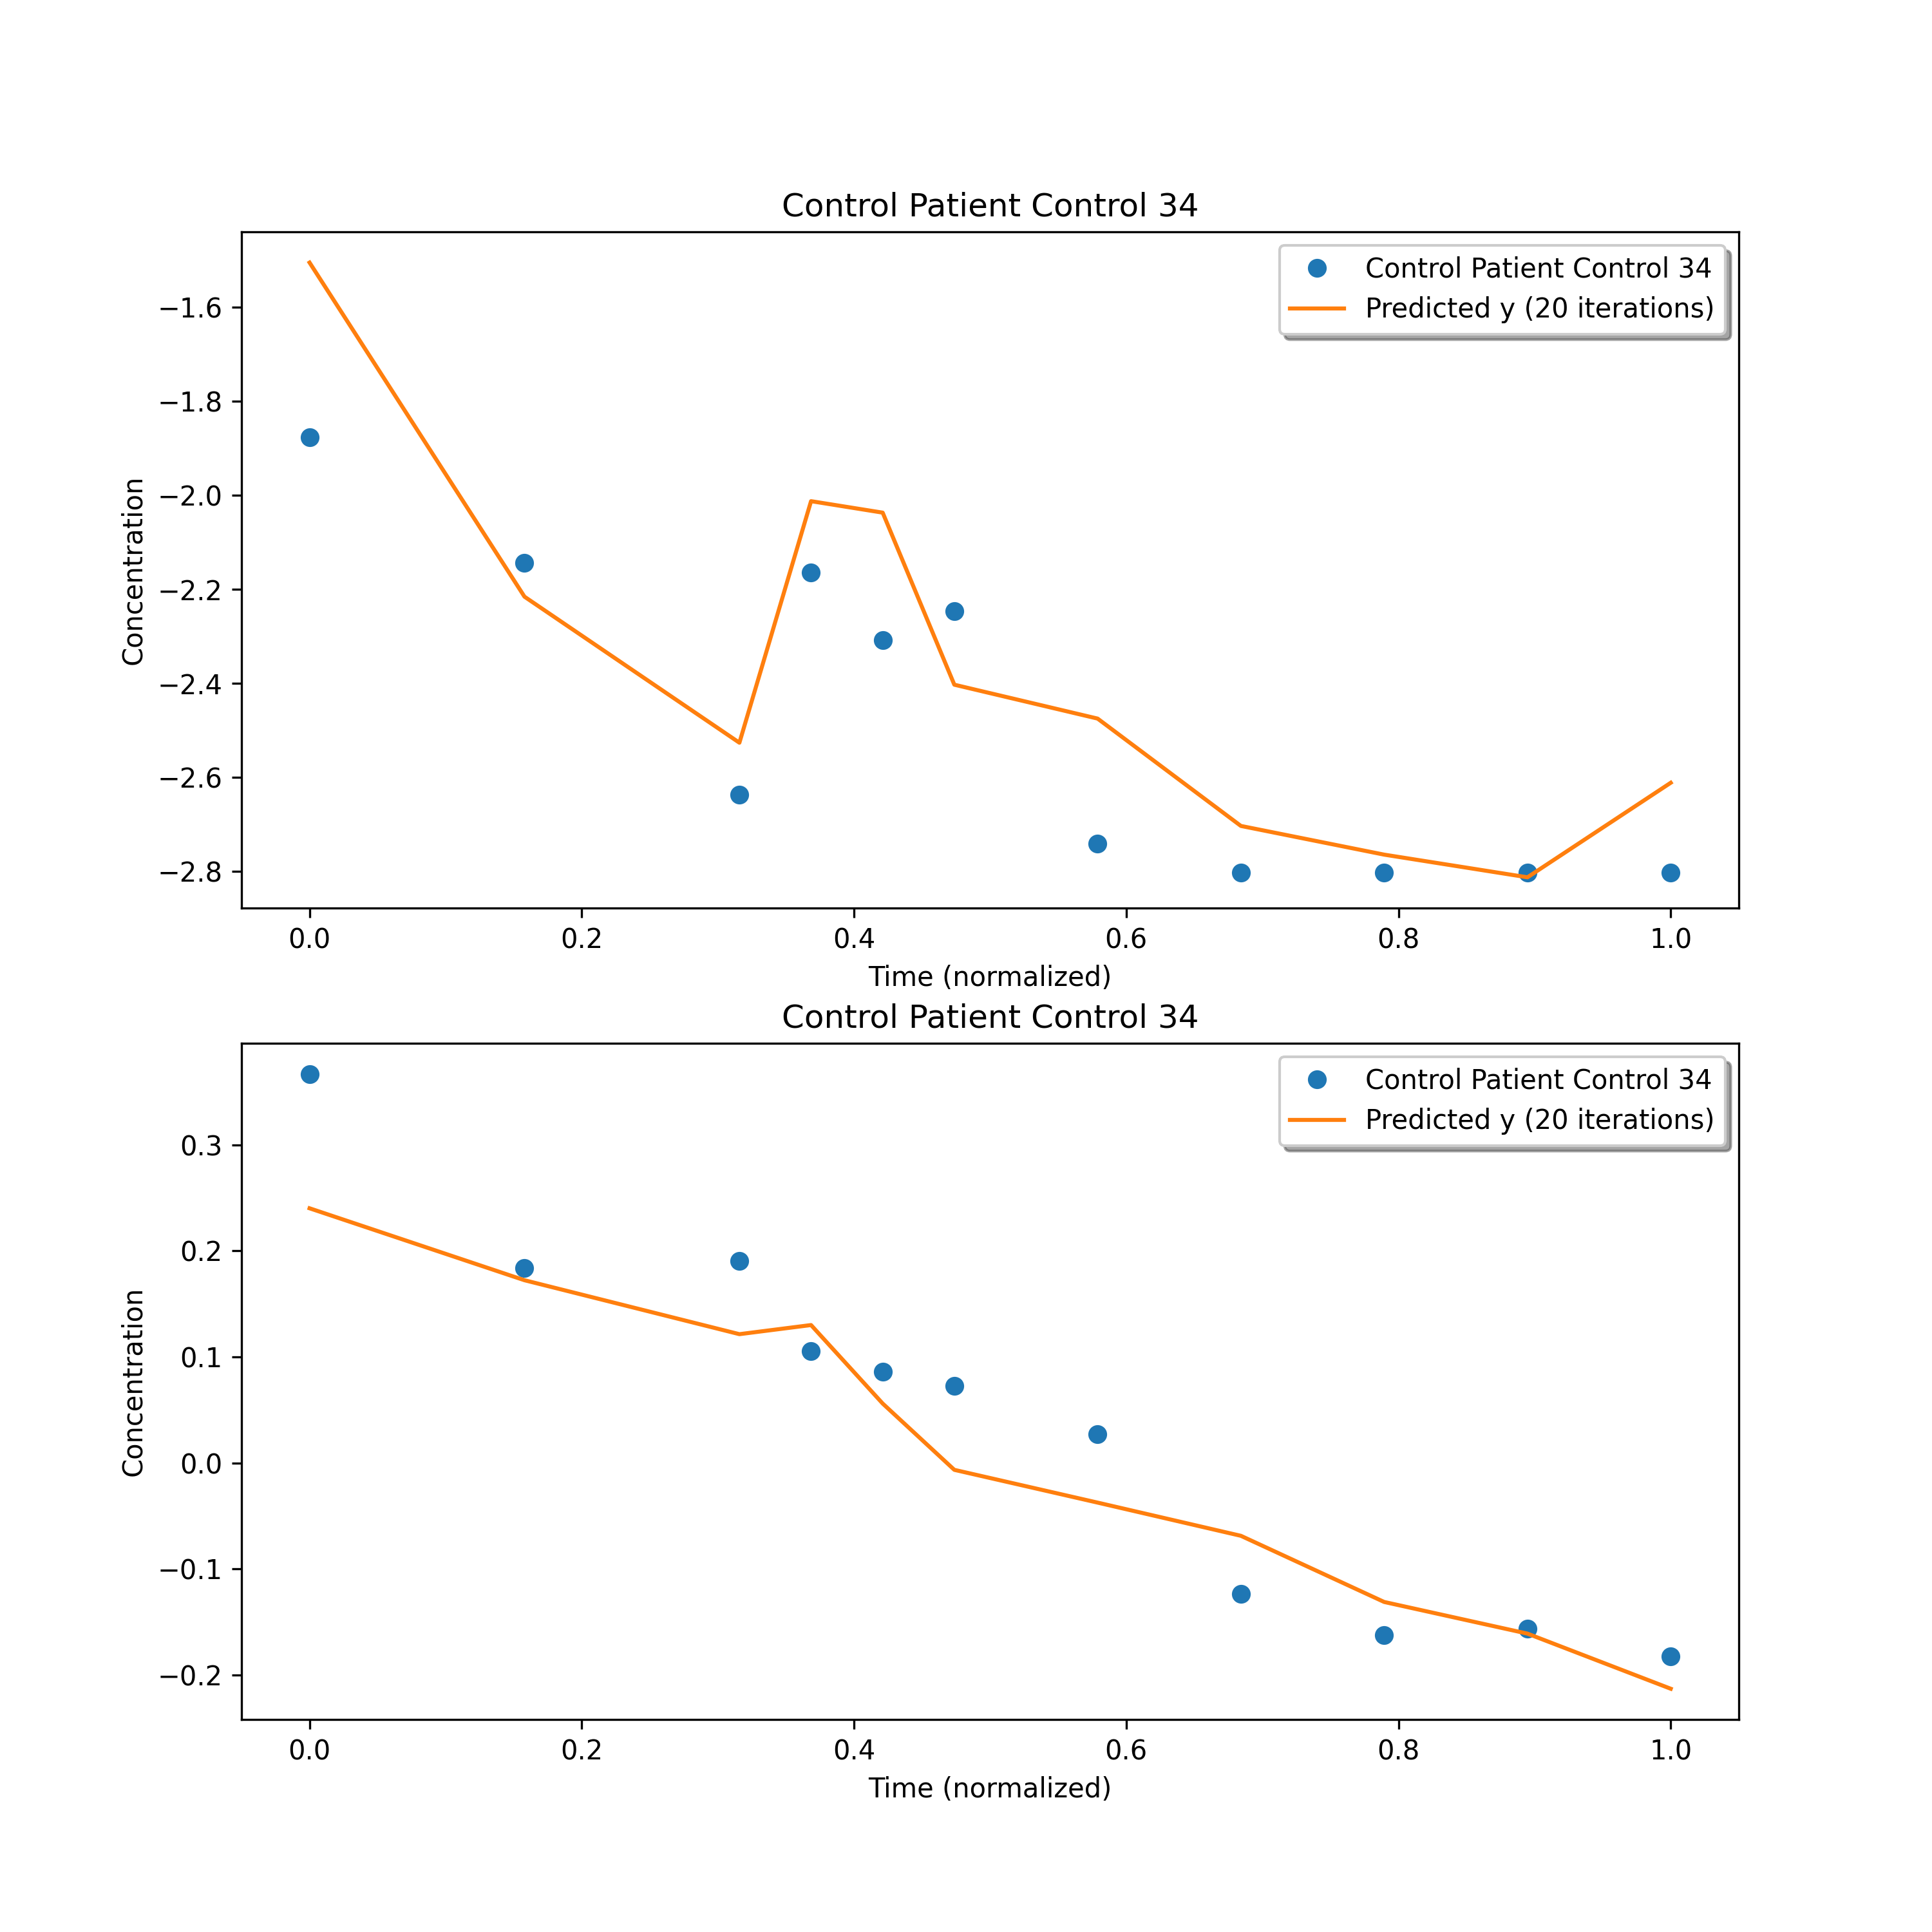 Control Patient Control 34
Control Patient Control 34
Predicted y (20 iterations)
−1.6
−1.8
−2.0
−2.2
−2.4
−2.6
−2.8
Concentration
0.0 0.2 0.4 0.6 0.8 1.0
Time (normalized)
Control Patient Control 34
Control Patient Control 34
Predicted y (20 iterations)
0.3
0.2
0.1
0.0
−0.1
−0.2
Concentration
0.0 0.2 0.4 0.6 0.8 1.0
Time (normalized)